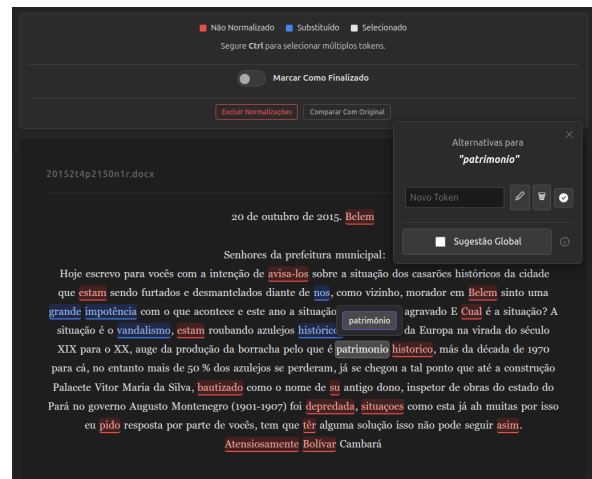 Não Normalizado Substituído Selecionado
Segure Ctrl para selecionar múltiplos tokens.
Marcar Como Finalizado
Excluir Normalizações Comparar Com Original
Alternativas para
"patrimonio"
Novo Token
Sugestão Global
20152t4p2150n1r.docx
20 de outubro de 2015. Belem
Senhores da prefeitura municipal:
Hoje escrevo para vocês com a intenção de avisa-los sobre a situação dos casarões históricos da cidade
que estam sendo furtados e desmantelados diante de nos, como vizinho, morador em Belem sinto uma
grande impotência com o que acontece e este ano a situação agravado E Cual é a situação? A
patrimônio
situação é o vandalismo, estam roubando azulejos históric da Europa na virada do século
XIX para o XX, auge da produção da borracha pelo que é patrimonio historico, más da década de 1970
para cá, no entanto mais de 50 % dos azulejos se perderam, já se chegou a tal ponto que até a construção
Palacete Vitor Maria da Silva, bautizado como o nome de su antigo dono, inspetor de obras do estado do
Pará no governo Augusto Montenegro (1901-1907) foi depredada, situaçoes como esta já ah muitas por isso
eu pido resposta por parte de vocês, tem que têr alguma solução isso não pode seguir asim.
Atensiosamente Bolívar Cambará